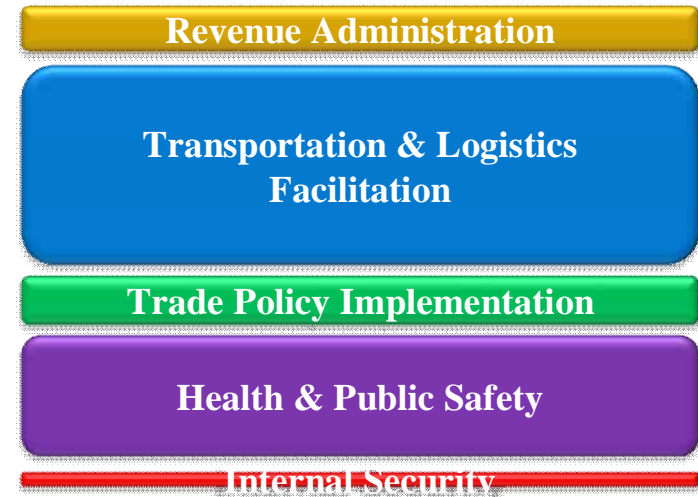 Revenue Administration
Transportation & Logistics
Facilitation
Trade Policy Implementation
Health & Public Safety
Internal Security